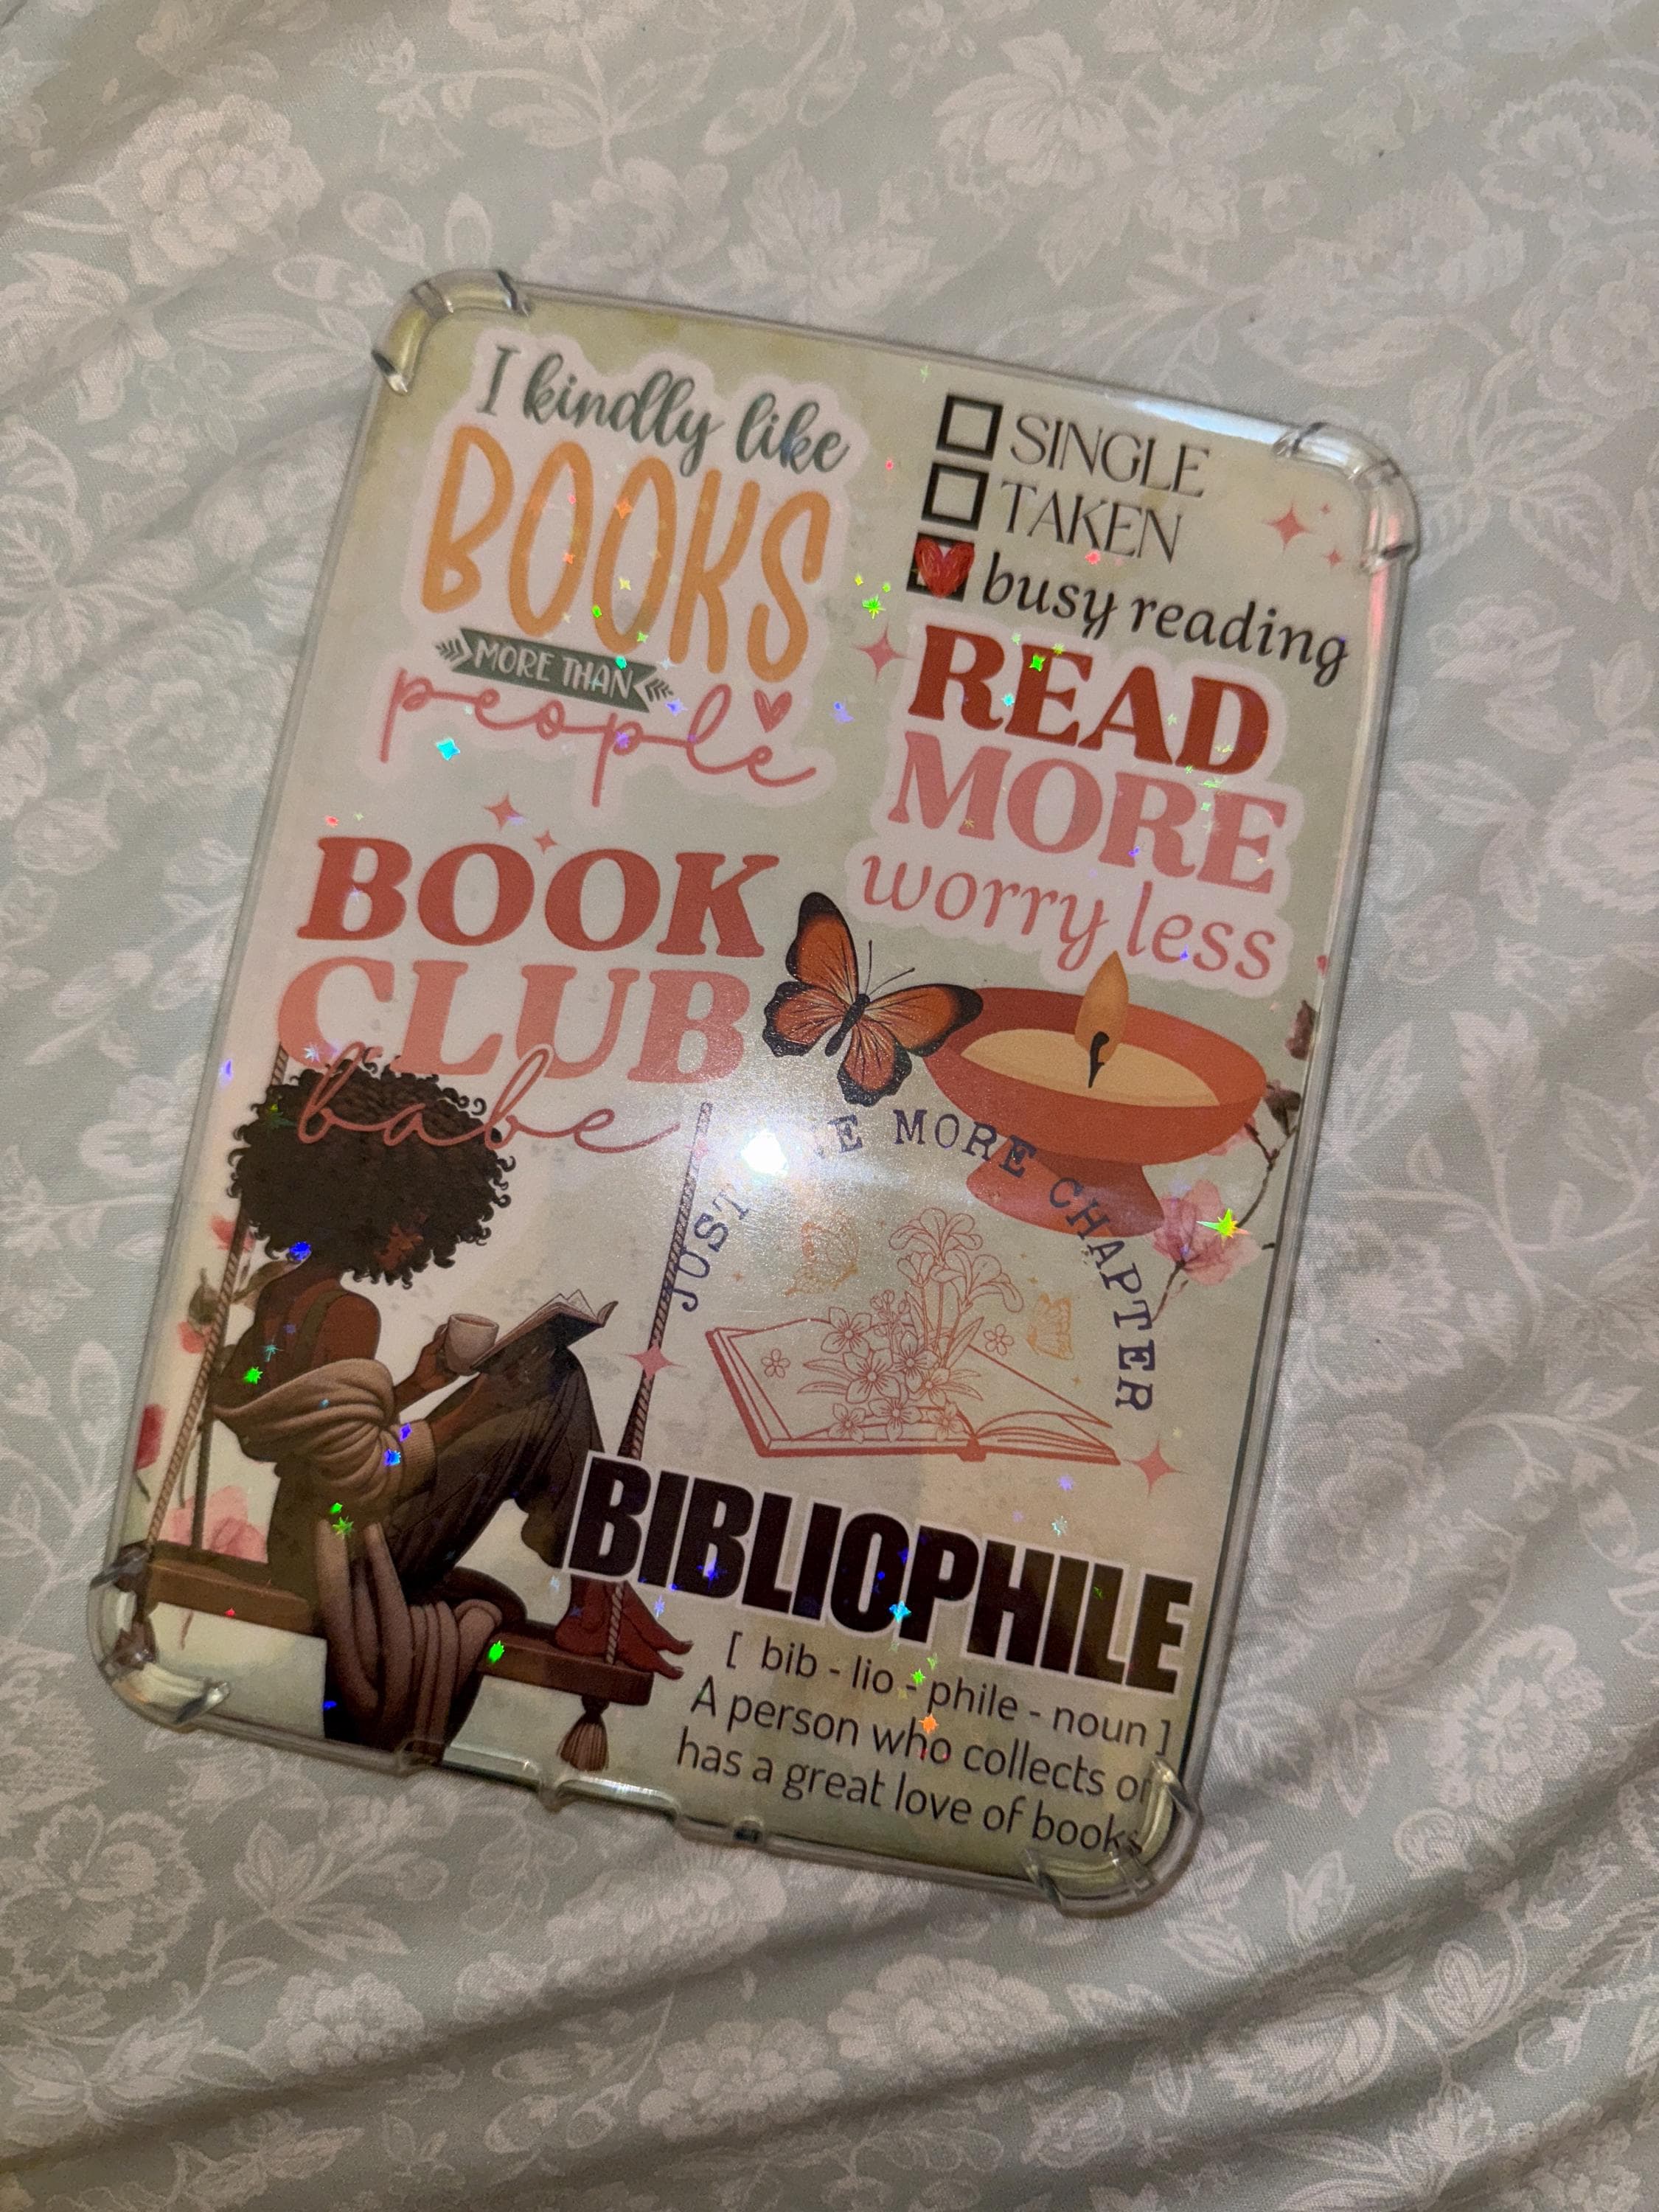 I kindly like
BOOKS
MORE THAN
people
SINGLE
TAKEN
busy reading
READ
MORE
worry less
BOOK
CLUB
babe
JUST MORE CHAPTER
BIBLIOPHILE
[ bib - lio - phile - noun ]
A person who collects or
has a great love of books